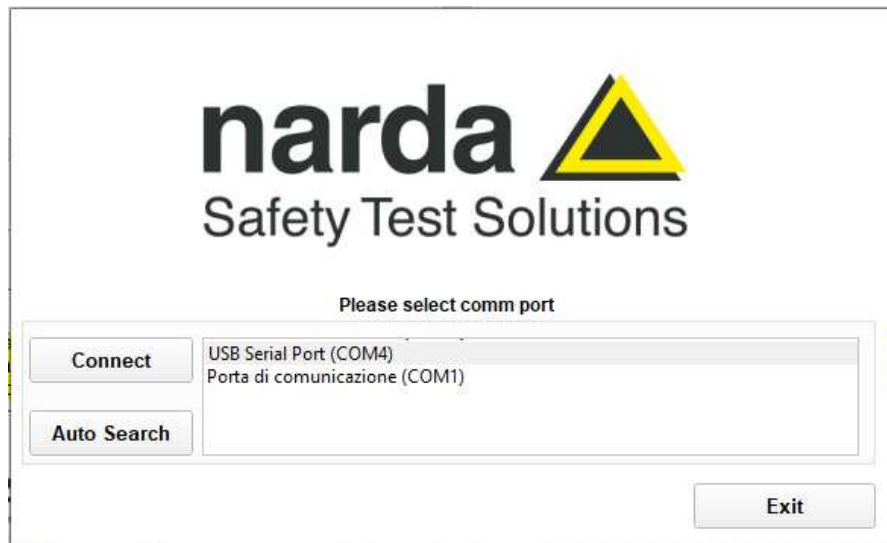 narda
Safety Test Solutions
Please select comm port
Connect
USB Serial Port (COM4)
Porta di comunicazione (COM1)
Auto Search
Exit